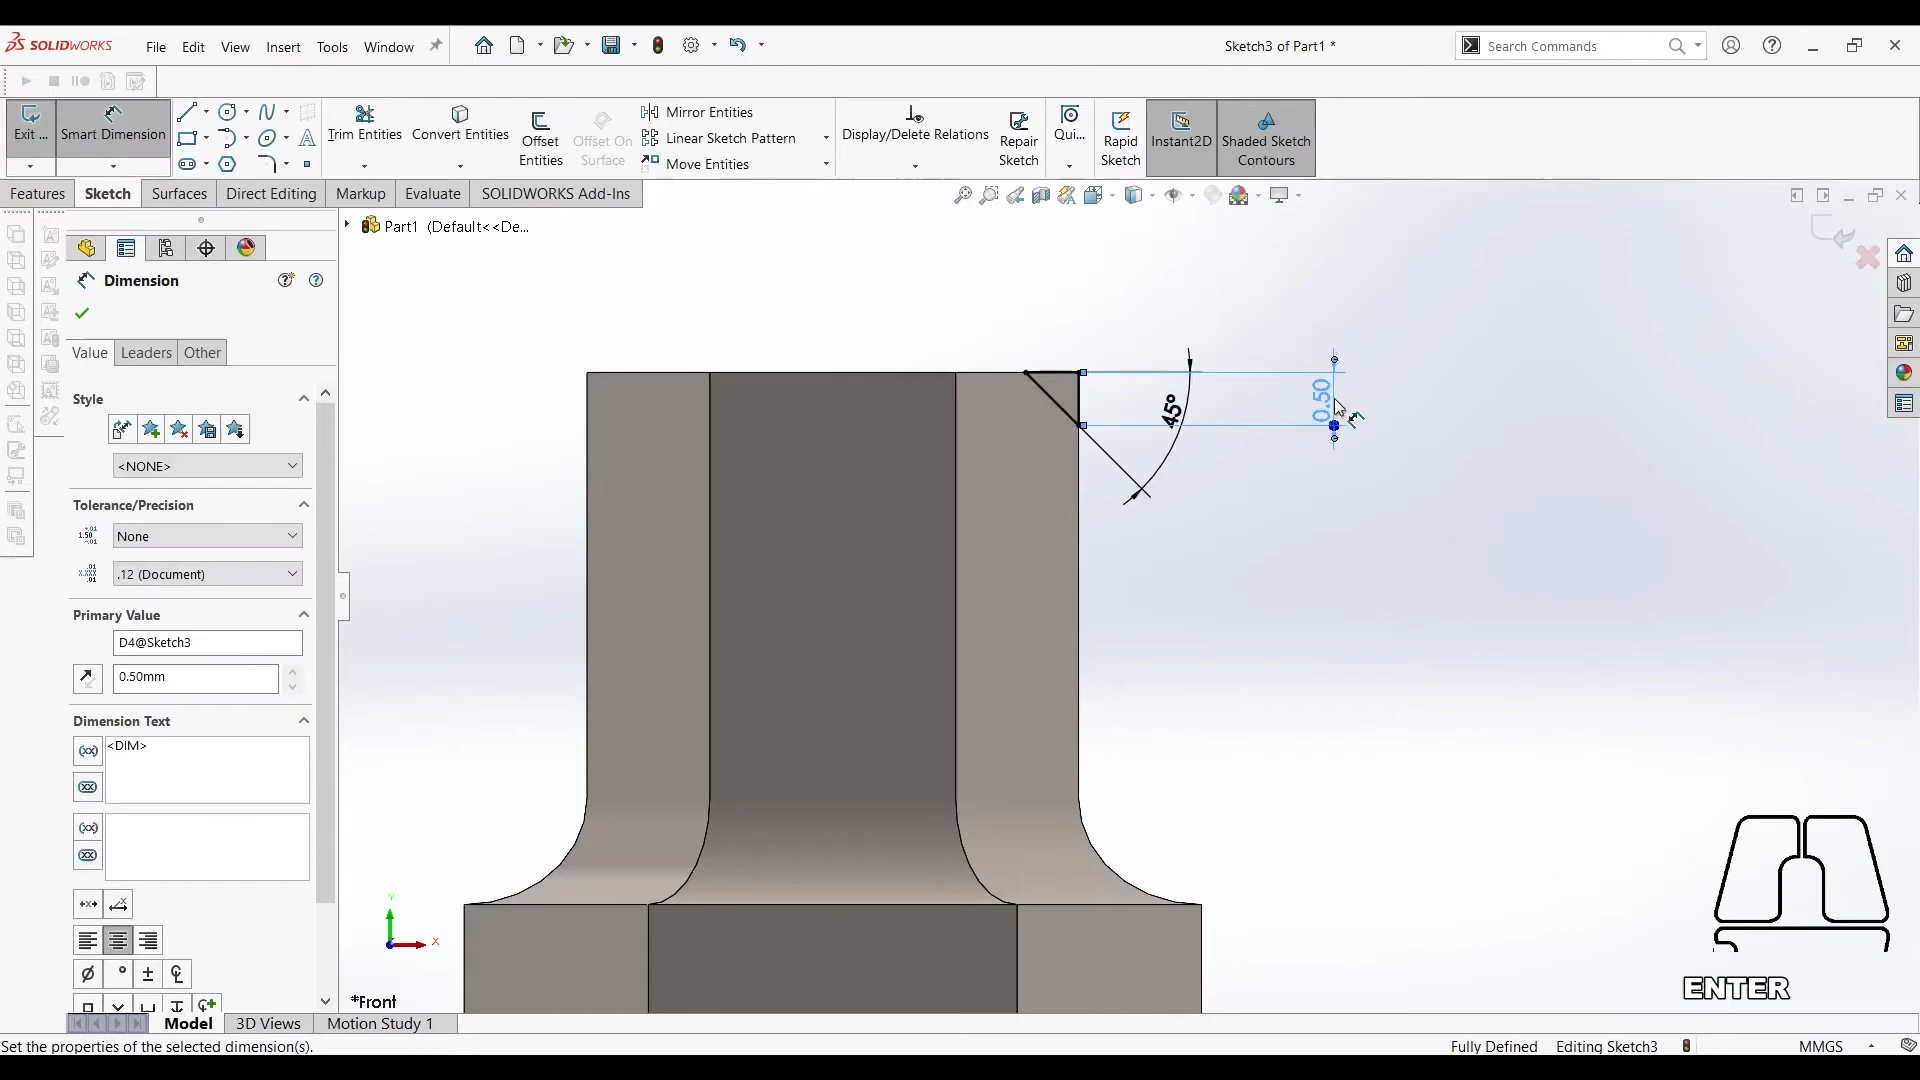 SOLIDWORKS File Edit View Insert Tools Window Sketch3 of Part1 * Search Commands
Exit ... Smart Dimension Trim Entities Convert Entities Offset Entities Offset On Surface Mirror Entities Linear Sketch Pattern Move Entities Display/Delete Relations Repair Sketch Qui... Rapid Sketch Instant2D Shaded Sketch Contours
Features Sketch Surfaces Direct Editing Markup Evaluate SOLIDWORKS Add-Ins
Part1 (Default<<De...
Dimension
Value Leaders Other
Style
<NONE>
Tolerance/Precision
None
.12 (Document)
Primary Value
D4@Sketch3
0.50mm
Dimension Text
<DIM>
45°
0.50
Y
X
*Front
ENTER
Model 3D Views Motion Study 1
Set the properties of the selected dimension(s). Fully Defined Editing Sketch3 MMGS